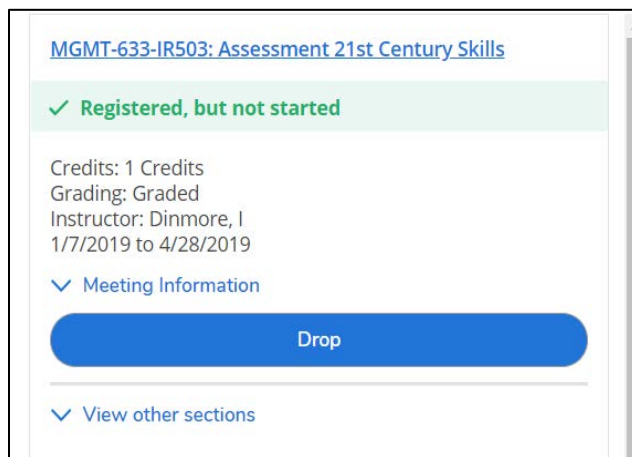 MGMT-633-IR503: Assessment 21st Century Skills
Registered, but not started
Credits: 1 Credits
Grading: Graded
Instructor: Dinmore, I
1/7/2019 to 4/28/2019
Meeting Information
Drop
View other sections